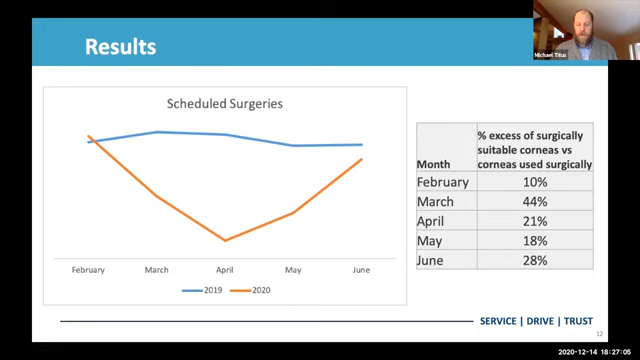 Results
Michael Titus
Scheduled Surgeries
February March April May June
2019 2020
Month % excess of surgically suitable corneas vs corneas used surgically
February 10%
March 44%
April 21%
May 18%
June 28%
SERVICE | DRIVE | TRUST
12
2020-12-14 18:27:05